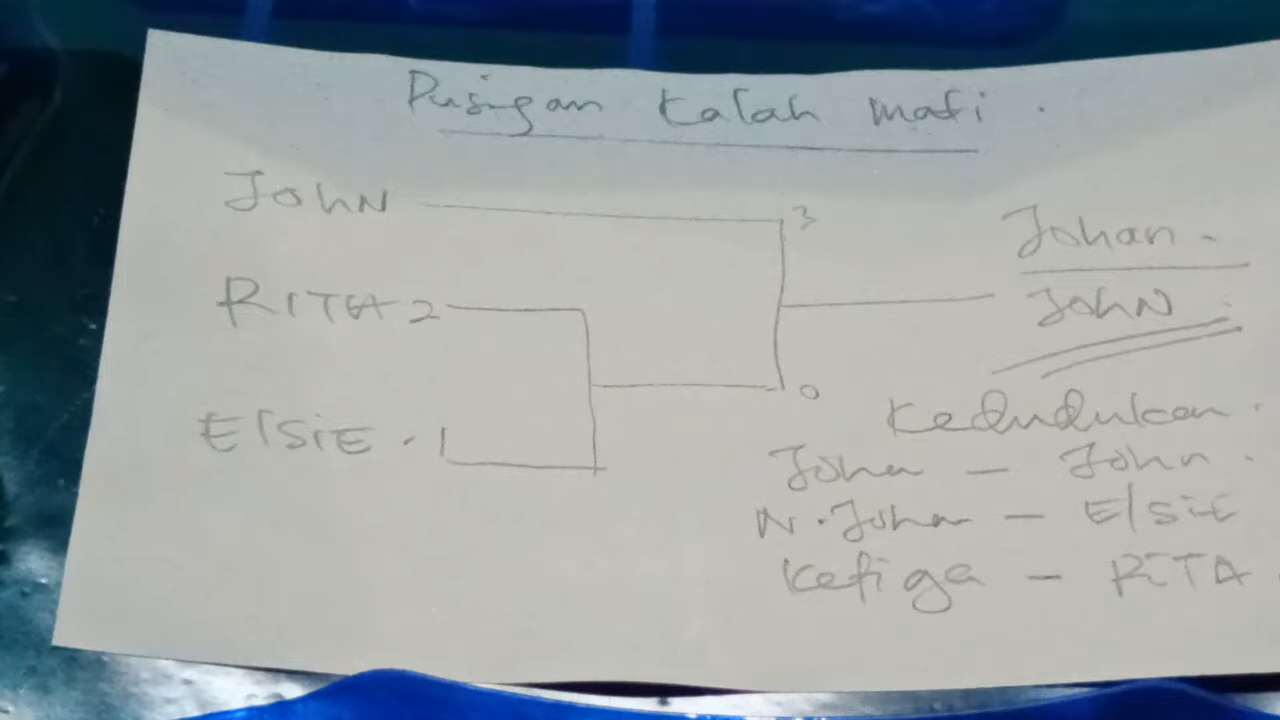 Pusingan Kalah mati.
JOHN 3
Johan.
JOHN
RITA 2
0
ElSiE. 1
Kedudukan.
Johan - John.
N. Johan - ElSiE
Ketiga - RITA.